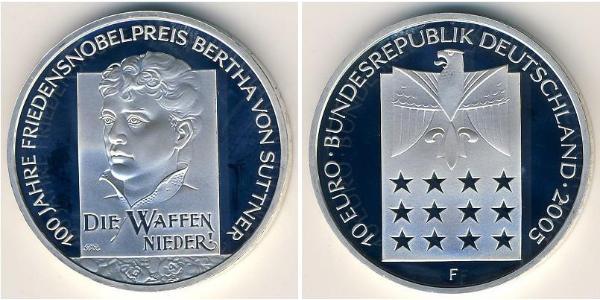 100 JAHRE FRIEDENSNOBELPREIS BERTHA VON SUTTNER
DIE WAFFEN
NIEDER!
BUNDESREPUBLIK DEUTSCHLAND · 2005
10 EURO ·
F